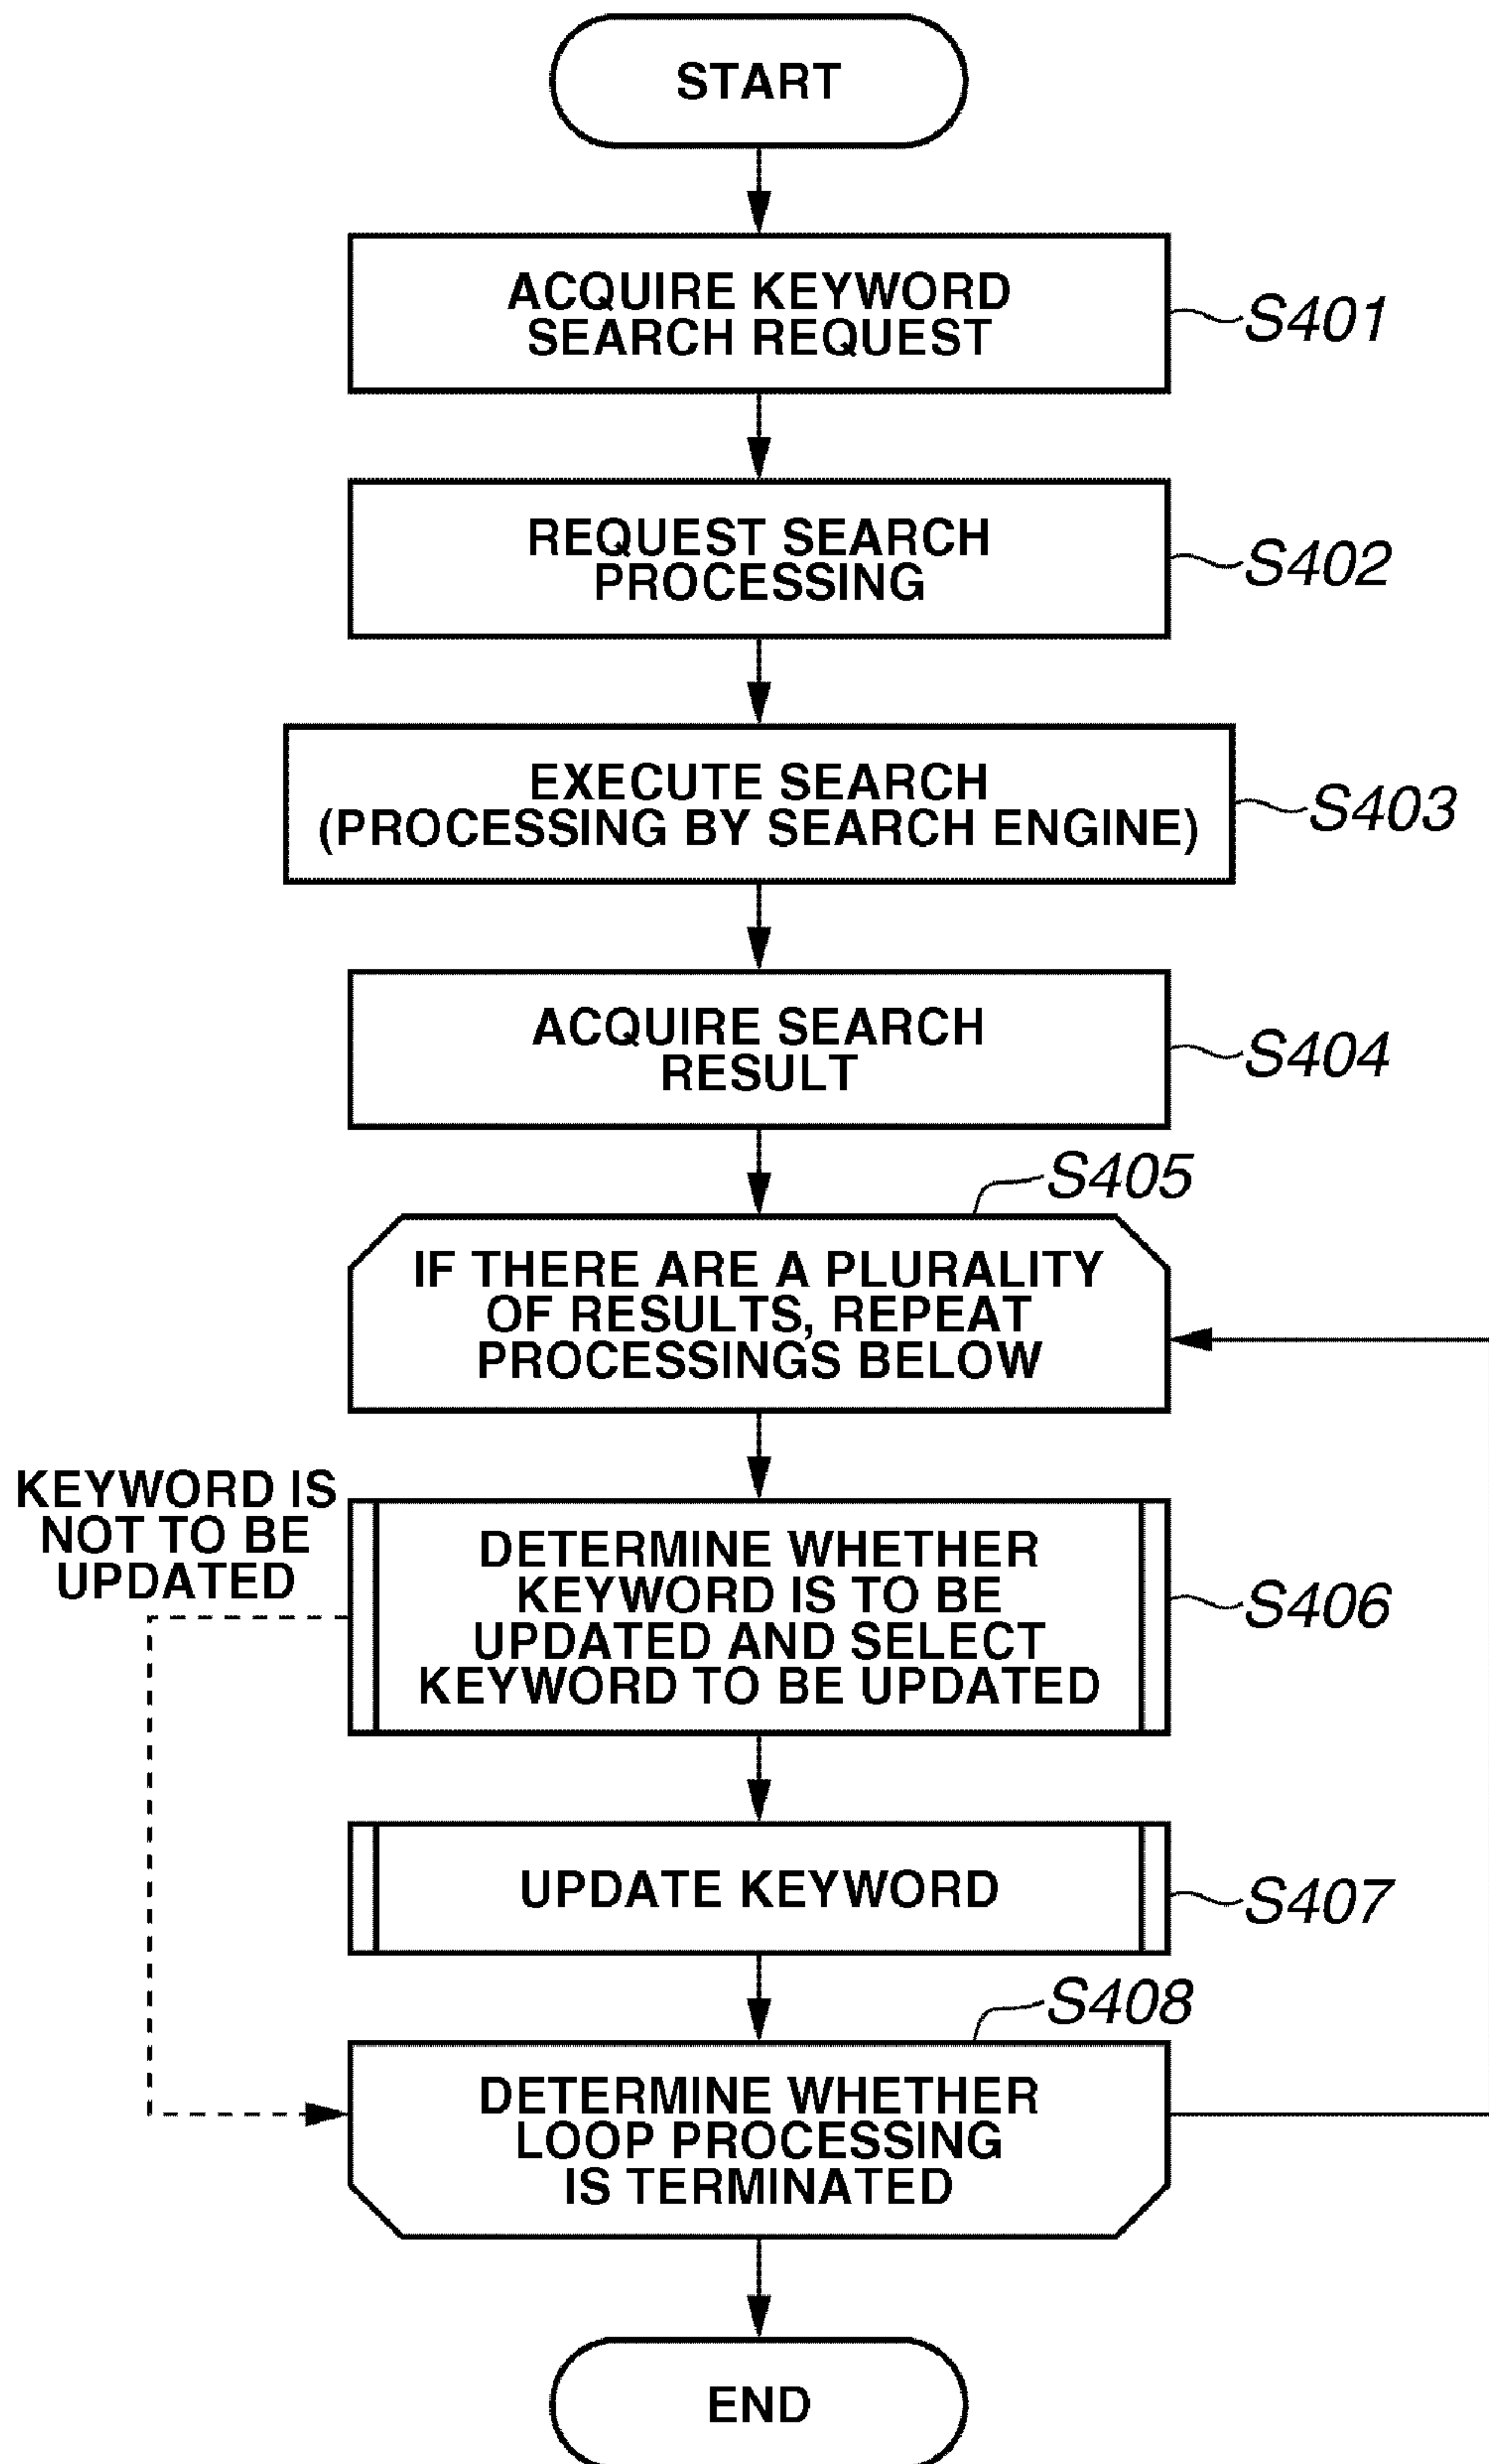 START
ACQUIRE KEYWORD
SEARCH REQUEST
S401
REQUEST SEARCH
PROCESSING
S402
EXECUTE SEARCH
(PROCESSING BY SEARCH ENGINE)
S403
ACQUIRE SEARCH
RESULT
S404
S405
IF THERE ARE A PLURALITY
OF RESULTS, REPEAT
PROCESSINGS BELOW
KEYWORD IS
NOT TO BE
UPDATED
DETERMINE WHETHER
KEYWORD IS TO BE
UPDATED AND SELECT
KEYWORD TO BE UPDATED
S406
UPDATE KEYWORD
S407
S408
DETERMINE WHETHER
LOOP PROCESSING
IS TERMINATED
END